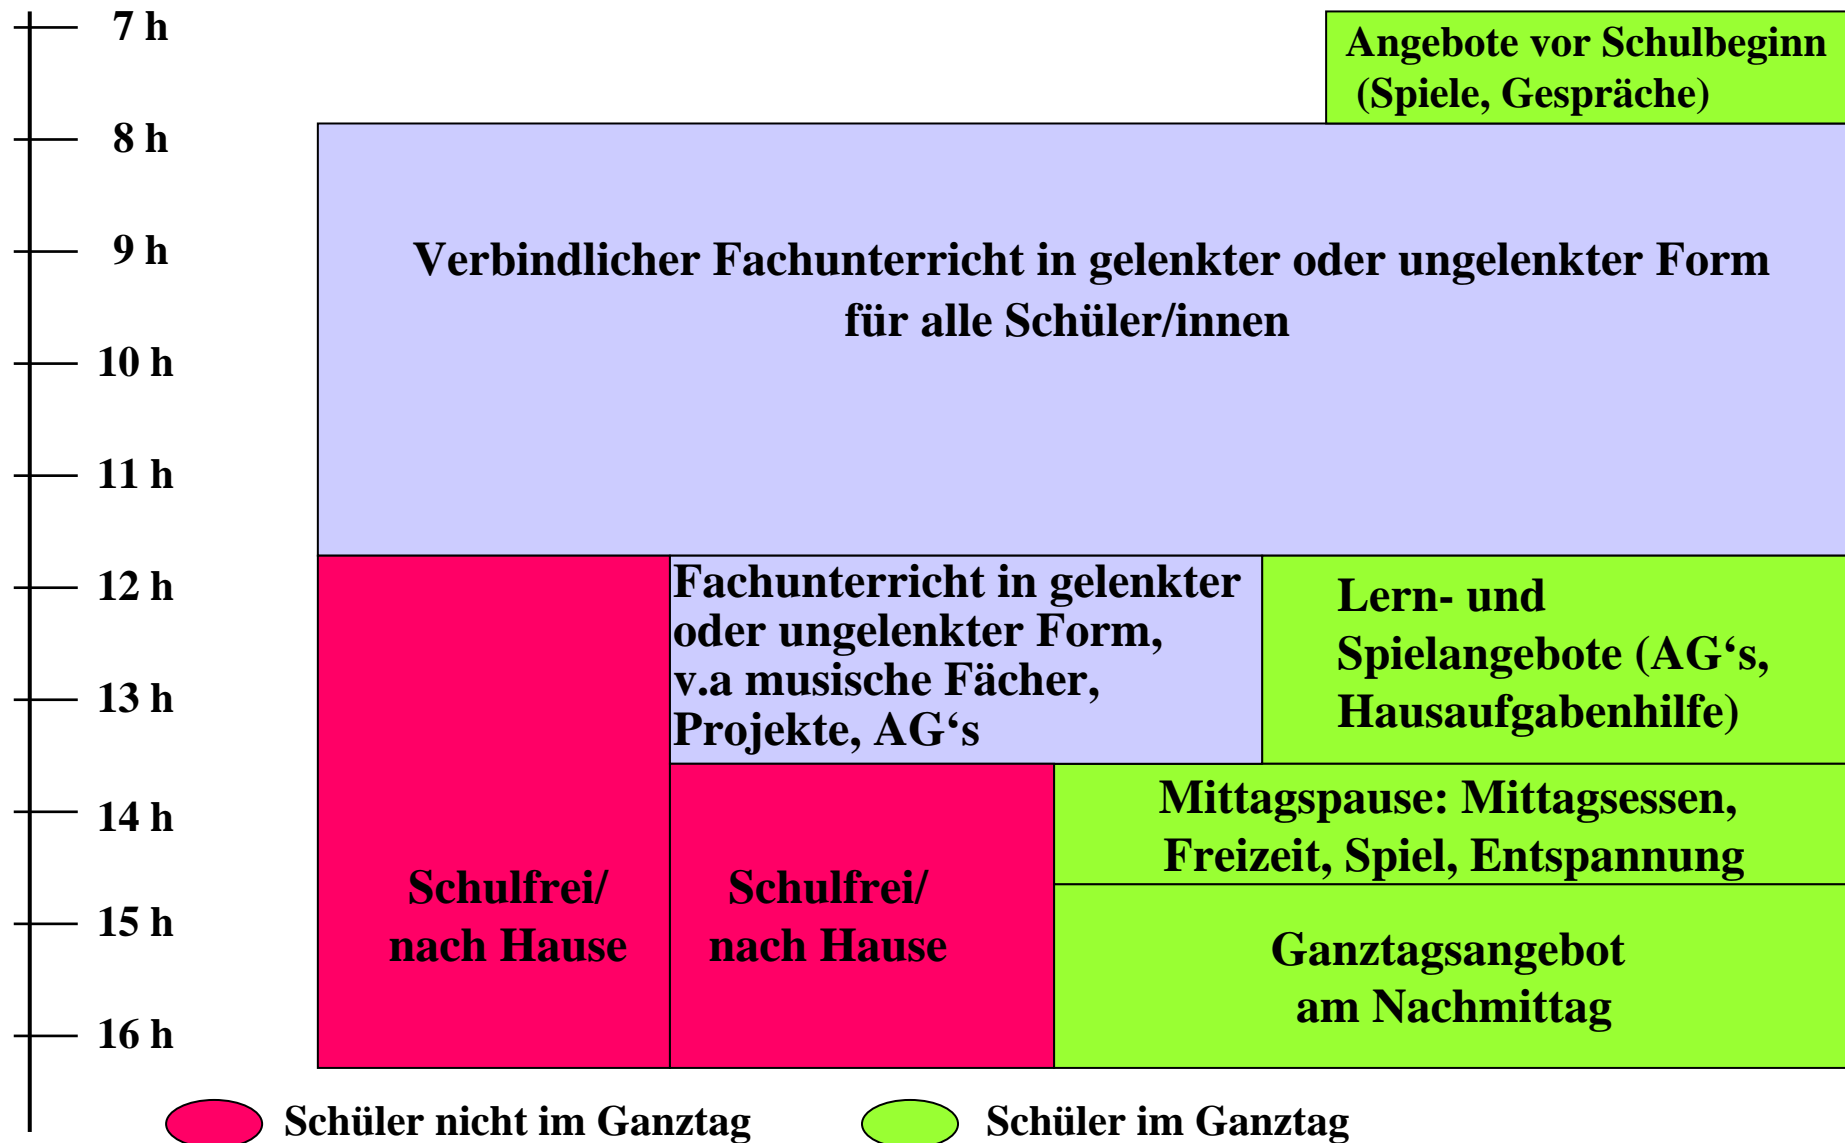 7 h
Angebote vor Schulbeginn
(Spiele, Gespräche)
8 h
9 h
Verbindlicher Fachunterricht in gelenkter oder ungelenkter Form
für alle Schüler/innen
10 h
11 h
12 h
Fachunterricht in gelenkter
oder ungelenkter Form,
v.a musische Fächer,
Projekte, AG‘s
Lern- und
Spielangebote (AG‘s,
Hausaufgabenhilfe)
13 h
14 h
Mittagspause: Mittagsessen,
Freizeit, Spiel, Entspannung
Schulfrei/
nach Hause
Schulfrei/
nach Hause
15 h
Ganztagsangebot
am Nachmittag
16 h
Schüler nicht im Ganztag
Schüler im Ganztag